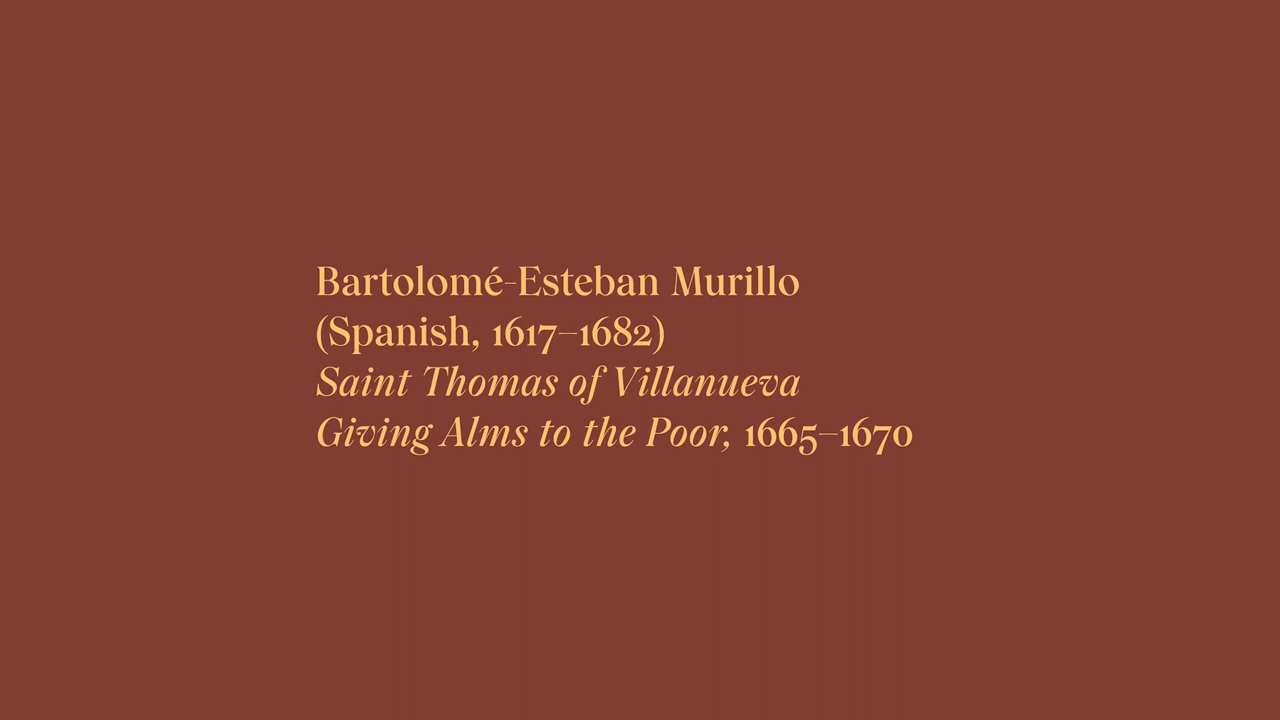 Bartolomé-Esteban Murillo
(Spanish, 1617–1682)
Saint Thomas of Villanueva
Giving Alms to the Poor, 1665–1670